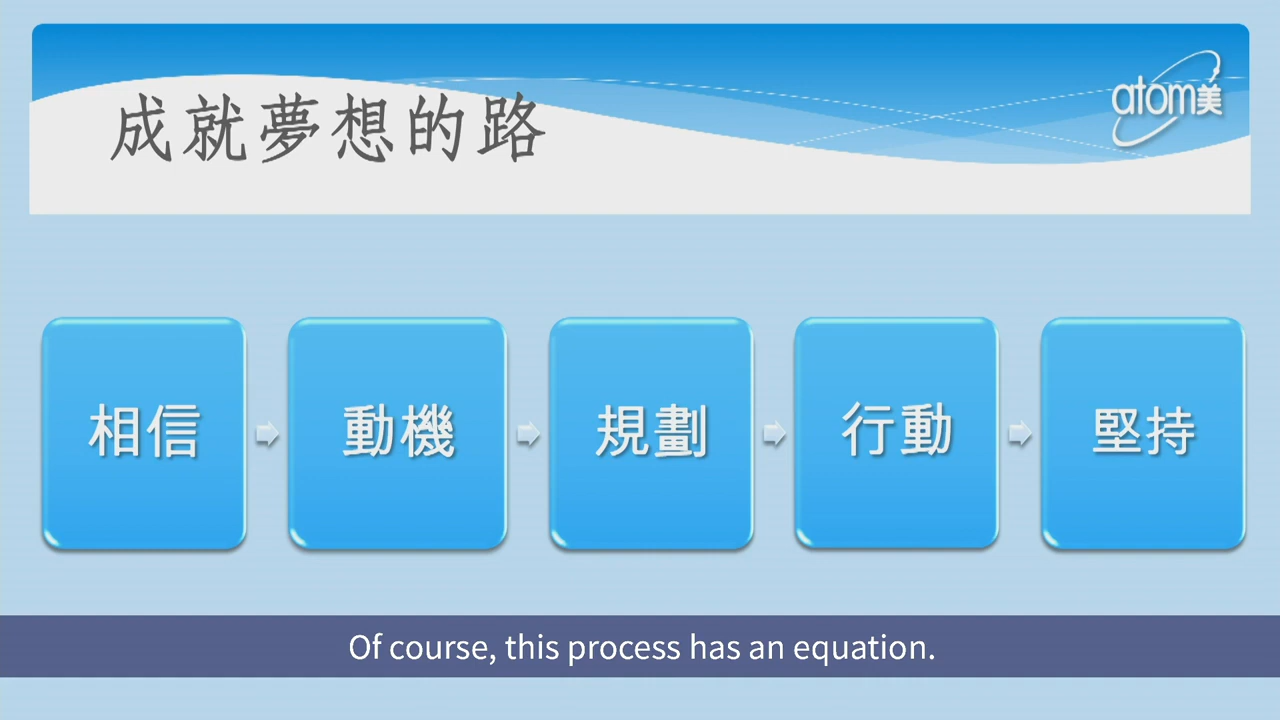 成就夢想的路
atom美
相信
動機
規劃
行動
堅持
Of course, this process has an equation.